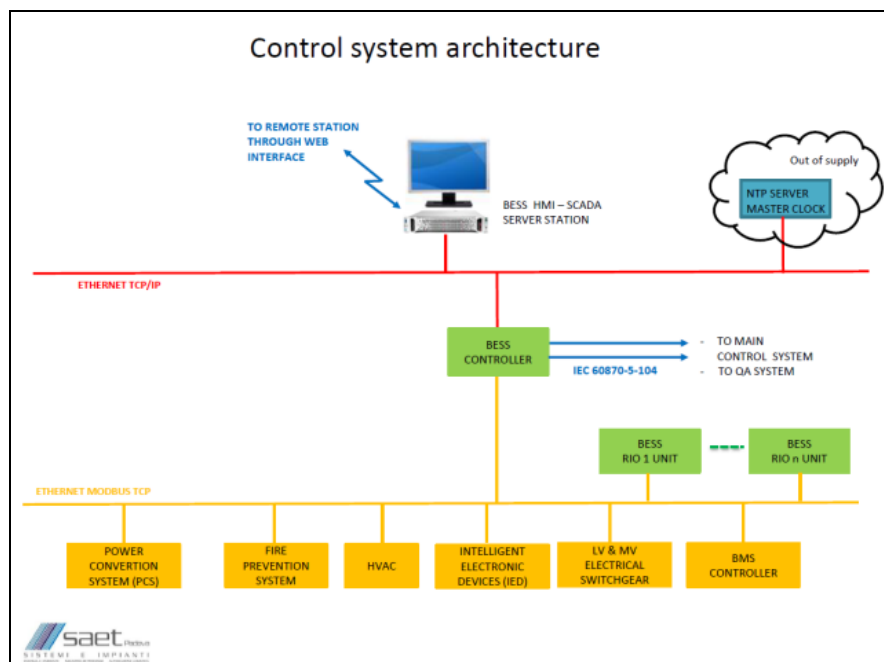 Control system architecture
TO REMOTE STATION
THROUGH WEB
INTERFACE
BESS HMI – SCADA
SERVER STATION
Out of supply
NTP SERVER
MASTER CLOCK
ETHERNET TCP/IP
BESS
CONTROLLER
- TO MAIN
CONTROL SYSTEM
- TO QA SYSTEM
IEC 60870-5-104
BESS
RIO 1 UNIT
BESS
RIO n UNIT
ETHERNET MODBUS TCP
POWER
CONVERTION
SYSTEM (PCS)
FIRE
PREVENTION
SYSTEM
HVAC
INTELLIGENT
ELECTRONIC
DEVICES (IED)
LV & MV
ELECTRICAL
SWITCHGEAR
BMS
CONTROLLER
saet Padova
SISTEMI E IMPIANTI